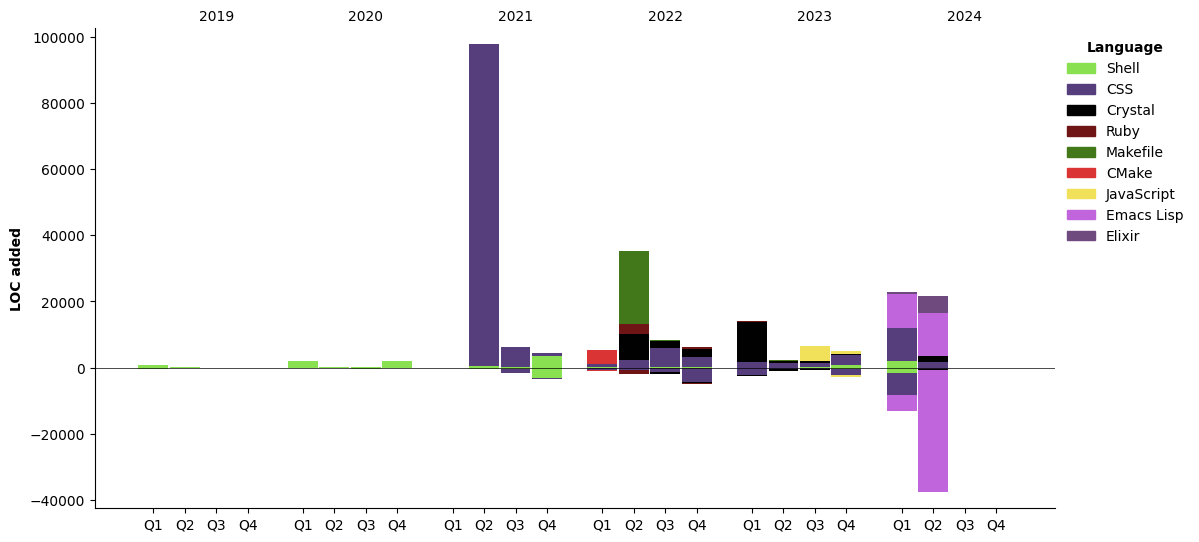 2019 2020 2021 2022 2023 2024
LOC added
100000
80000
60000
40000
20000
0
−20000
−40000
Language
Shell
CSS
Crystal
Ruby
Makefile
CMake
JavaScript
Emacs Lisp
Elixir
Q1 Q2 Q3 Q4 Q1 Q2 Q3 Q4 Q1 Q2 Q3 Q4 Q1 Q2 Q3 Q4 Q1 Q2 Q3 Q4 Q1 Q2 Q3 Q4